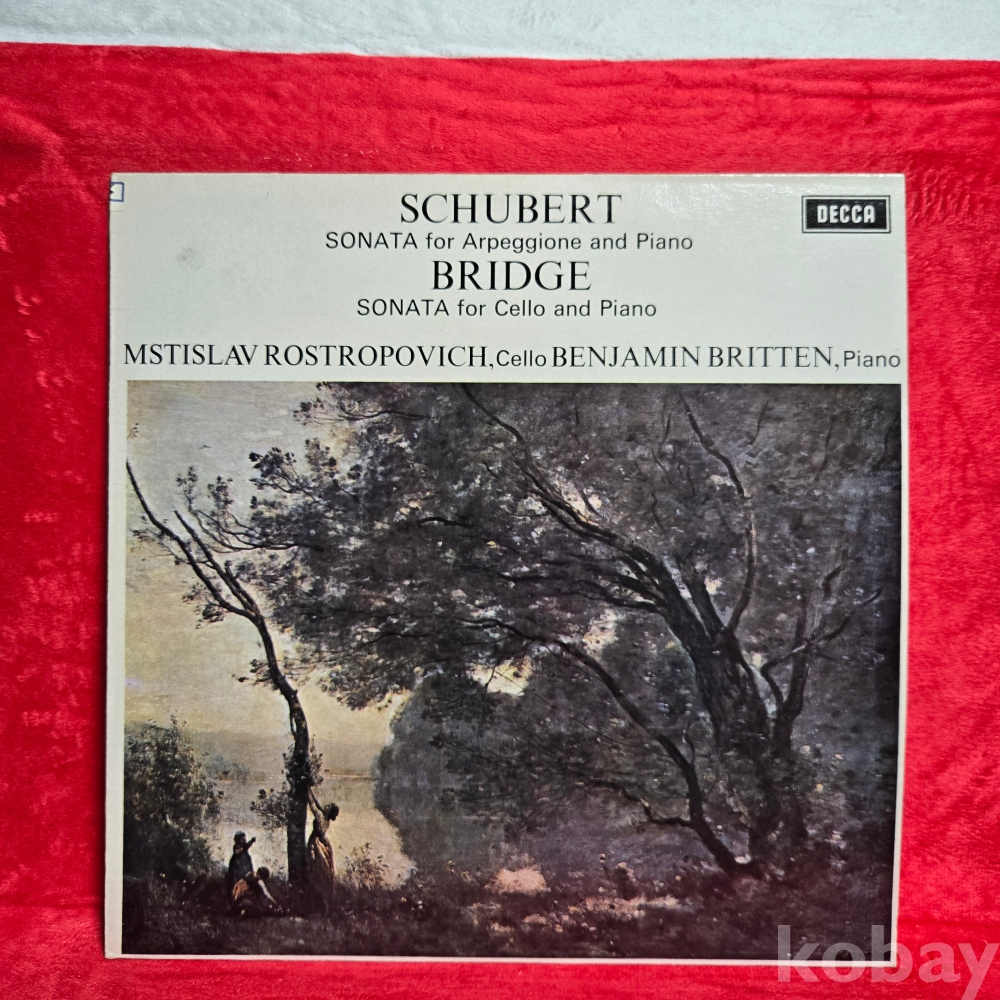 SCHUBERT
DECCA
SONATA for Arpeggione and Piano
BRIDGE
SONATA for Cello and Piano
MSTISLAV ROSTROPOVICH, Cello BENJAMIN BRITTEN, Piano
kobay